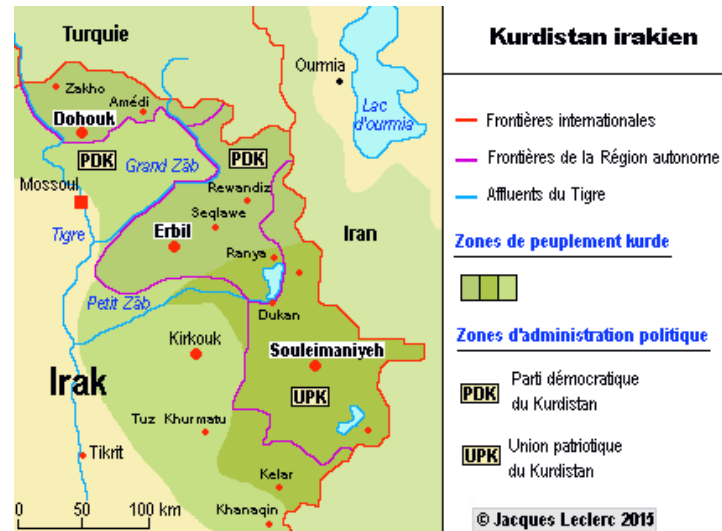 Turquie
Zakho
Amédi
Dohouk
PDK
Grand Zāb
PDK
Mossoul
Rewandiz
Seqlawe
Tigre
Erbil
Ranya
Iran
Ourmia
Lac
d'ourmia
Petit Zāb
Dukan
Kirkouk
Souleimaniyeh
Irak
UPK
Tuz Khurmatu
Tikrit
Kelar
Khanaqin
0 50 100 km
Kurdistan irakien
Frontières internationales
Frontières de la Région autonome
Affluents du Tigre
Zones de peuplement kurde
Zones d'administration politique
PDK
Parti démocratique
du Kurdistan
UPK
Union patriotique
du Kurdistan
© Jacques Leclerc 2015